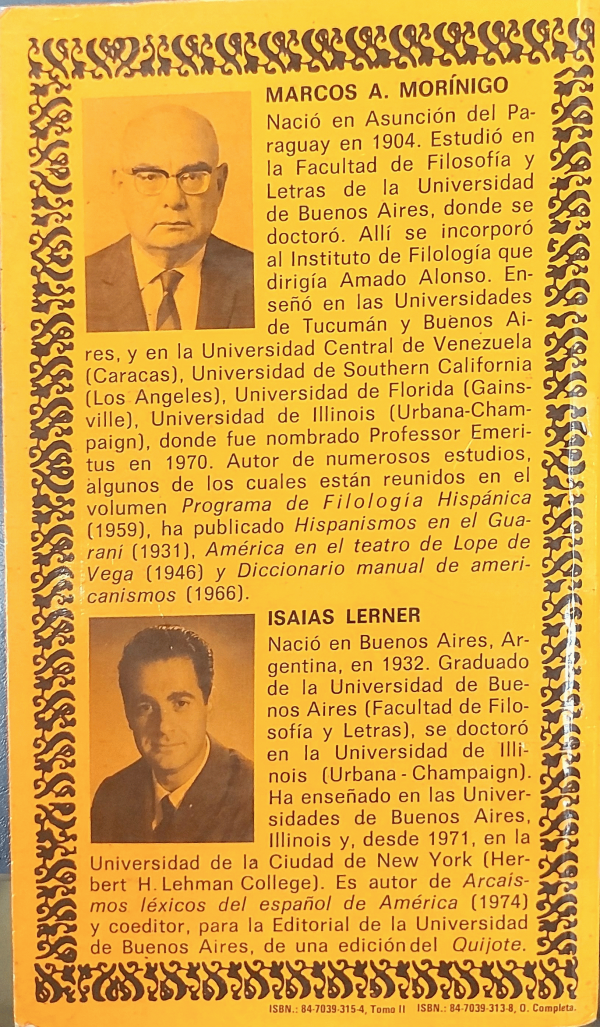 MARCOS A. MORÍNIGO
Nació en Asunción del Pa-
raguay en 1904. Estudió en
la Facultad de Filosofía y
Letras de la Universidad
de Buenos Aires, donde se
doctoró. Allí se incorporó
al Instituto de Filología que
dirigía Amado Alonso. En-
señó en las Universidades
de Tucumán y Buenos Ai-
res, y en la Universidad Central de Venezuela
(Caracas), Universidad de Southern California
(Los Angeles), Universidad de Florida (Gains-
ville), Universidad de Illinois (Urbana-Cham-
paign), donde fue nombrado Professor Emeri-
tus en 1970. Autor de numerosos estudios,
algunos de los cuales están reunidos en el
volumen Programa de Filología Hispánica
(1959), ha publicado Hispanismos en el Gua-
raní (1931), América en el teatro de Lope de
Vega (1946) y Diccionario manual de ameri-
canismos (1966).
ISAIAS LERNER
Nació en Buenos Aires, Ar-
gentina, en 1932. Graduado
de la Universidad de Bue-
nos Aires (Facultad de Filo-
sofía y Letras), se doctoró
en la Universidad de Illi-
nois (Urbana - Champaign).
Ha enseñado en las Univer-
sidades de Buenos Aires,
Illinois y, desde 1971, en la
Universidad de la Ciudad de New York (Her-
bert H. Lehman College). Es autor de Arcaís-
mos léxicos del español de América (1974)
y coeditor, para la Editorial de la Universidad
de Buenos Aires, de una edición del Quijote.
ISBN.: 84-7039-315-4, Tomo II ISBN.: 84-7039-313-8, O. Completa.